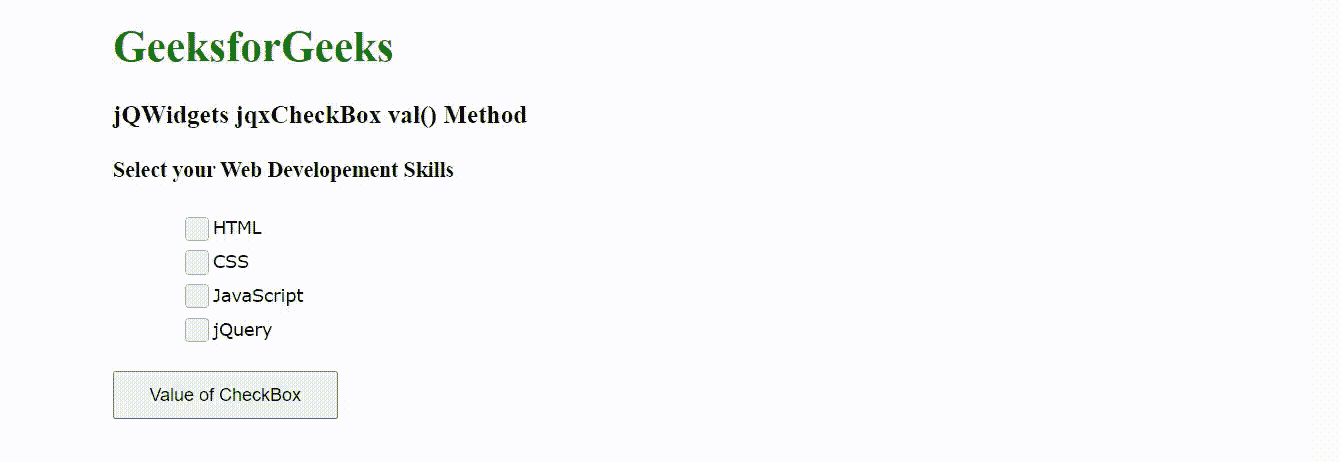 GeeksforGeeks
jQWidgets jqxCheckBox val() Method
Select your Web Developement Skills
HTML
CSS
JavaScript
jQuery
Value of CheckBox